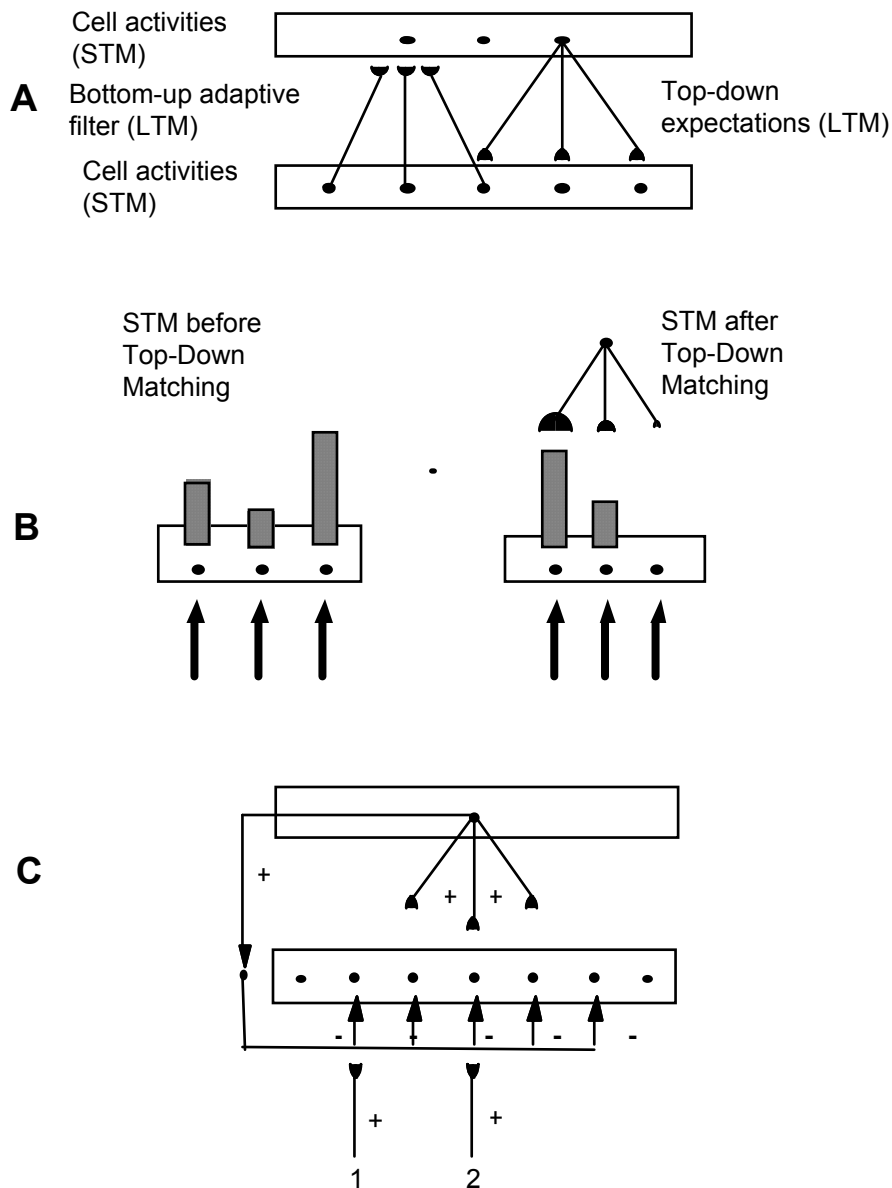 Cell activities
(STM)
A
Bottom-up adaptive
filter (LTM)
Top-down
expectations (LTM)
Cell activities
(STM)
STM before
Top-Down
Matching
STM after
Top-Down
Matching
B
C
+
+ +
- - - - -
+ +
1 2